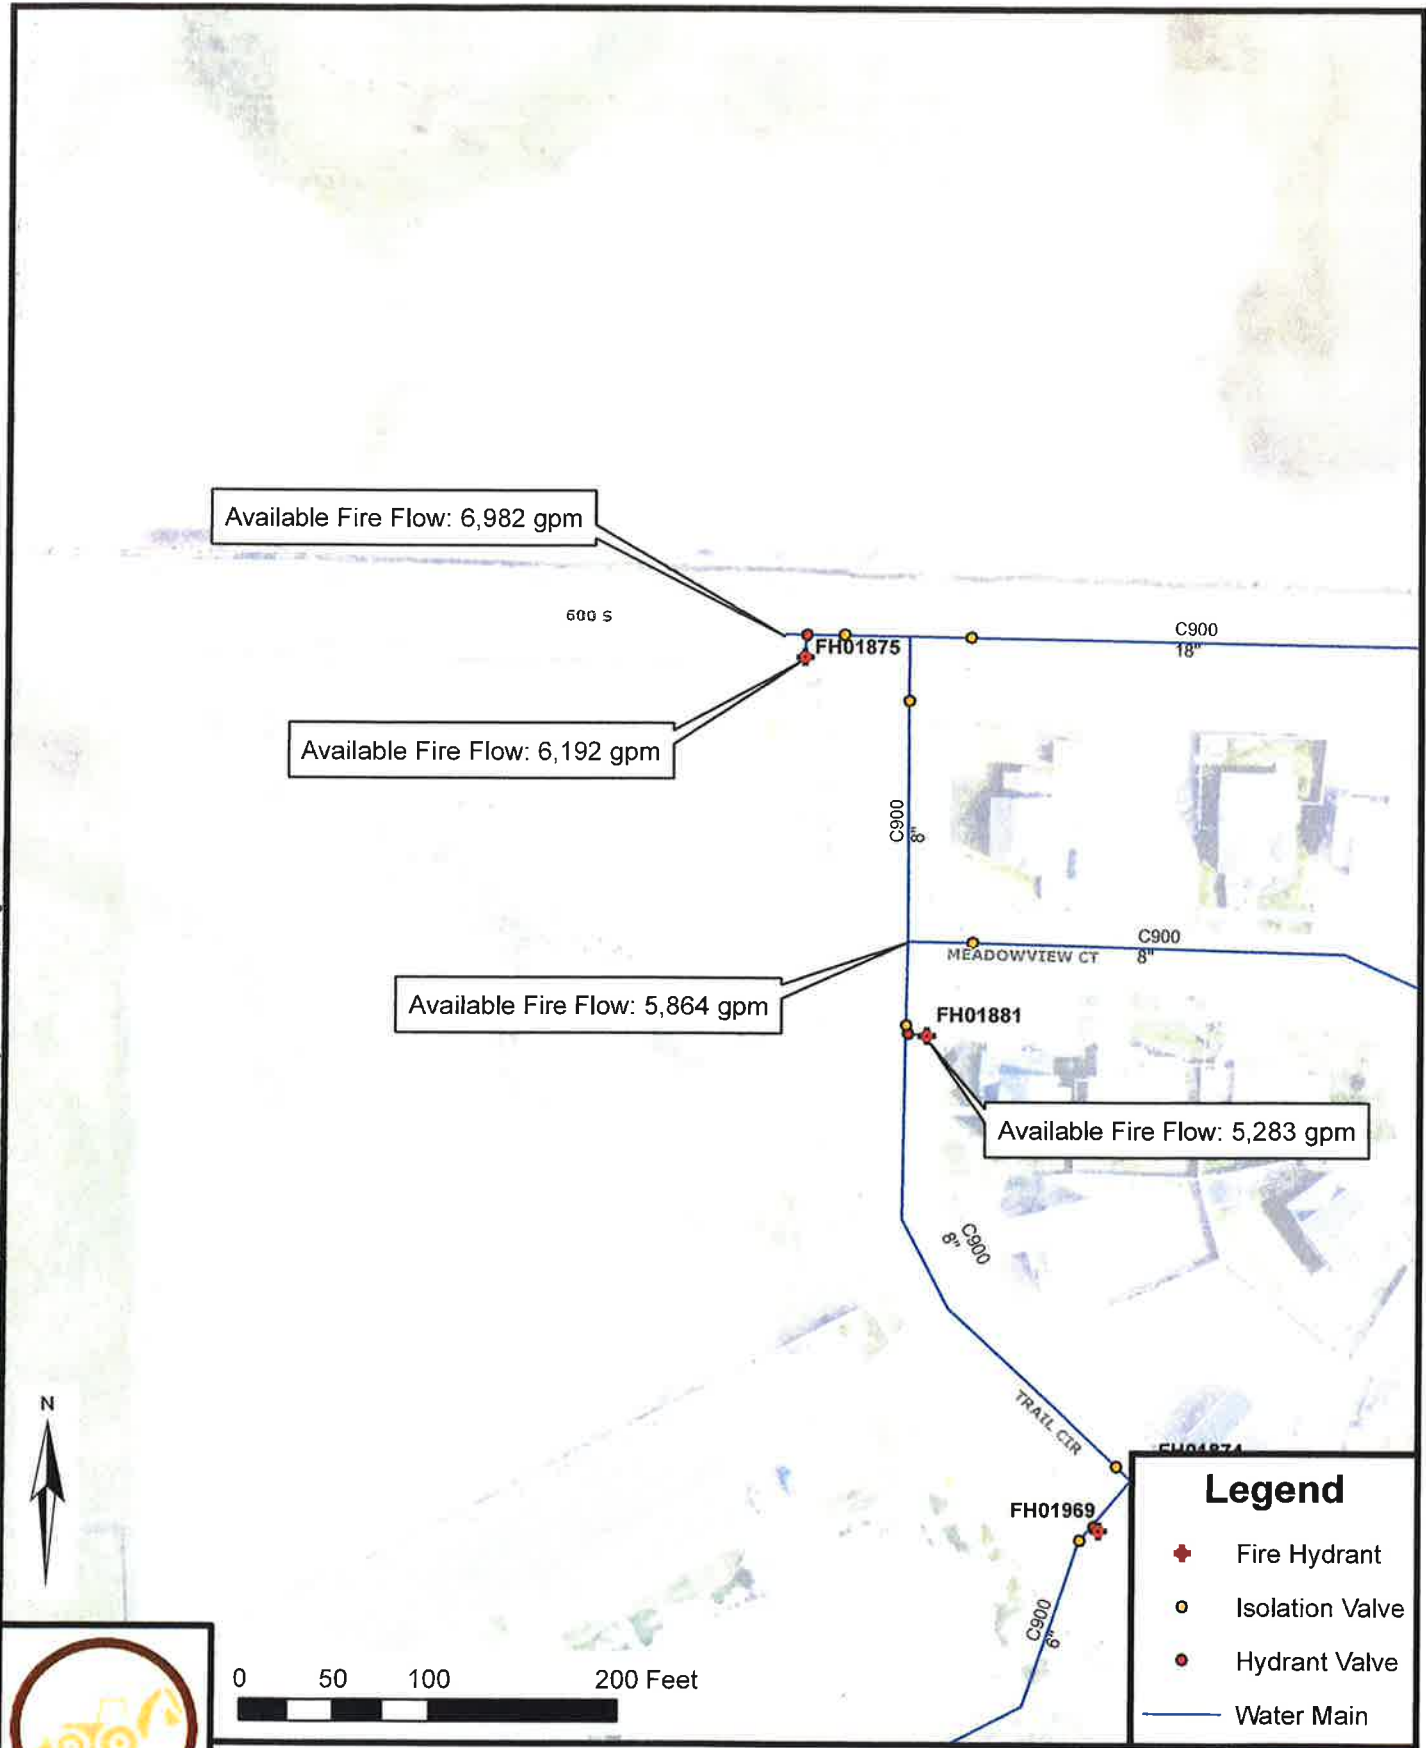 Available Fire Flow: 6,982 gpm
600 S
FH01875
C900
18"
Available Fire Flow: 6,192 gpm
C900
8"
C900
8"
MEADOWVIEW CT
Available Fire Flow: 5,864 gpm
FH01881
Available Fire Flow: 5,283 gpm
C900
8"
TRAIL CIR
N
FH01874
FH01969
C900
6"
Legend
Fire Hydrant
Isolation Valve
Hydrant Valve
Water Main
0 50 100 200 Feet